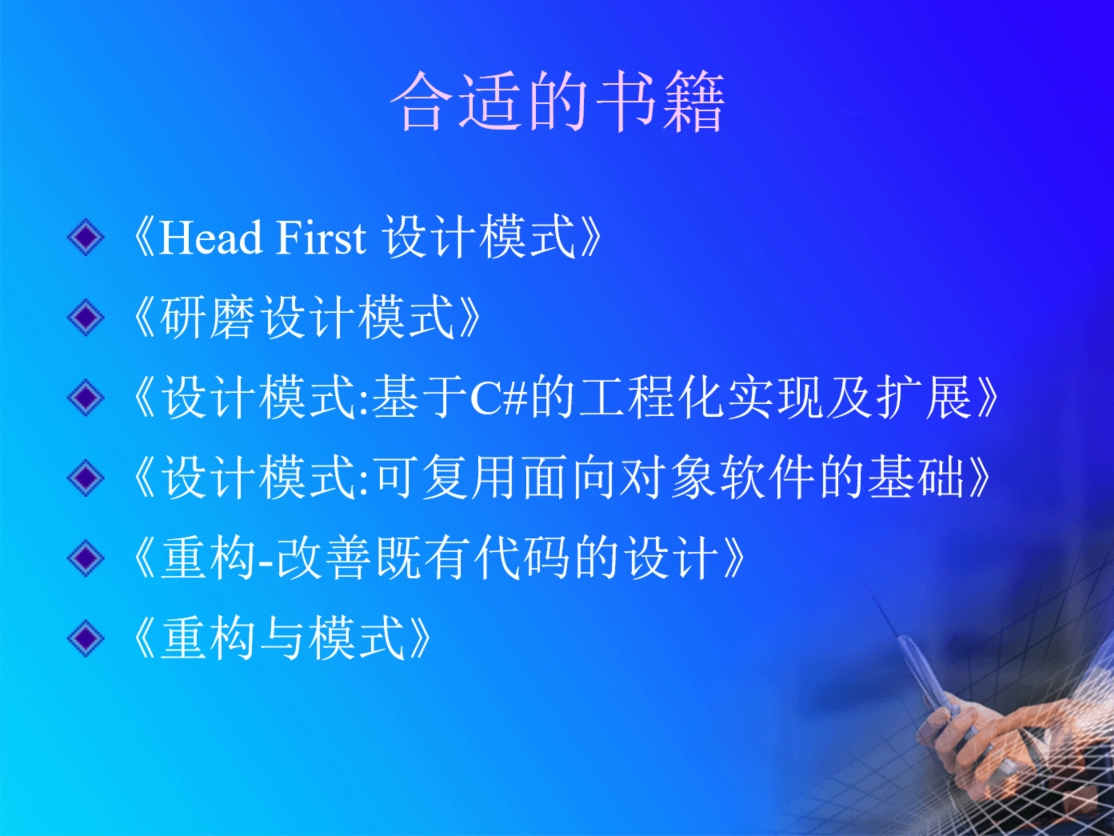 合适的书籍
《Head First 设计模式》
《研磨设计模式》
《设计模式:基于C#的工程化实现及扩展》
《设计模式:可复用面向对象软件的基础》
《重构-改善既有代码的设计》
《重构与模式》